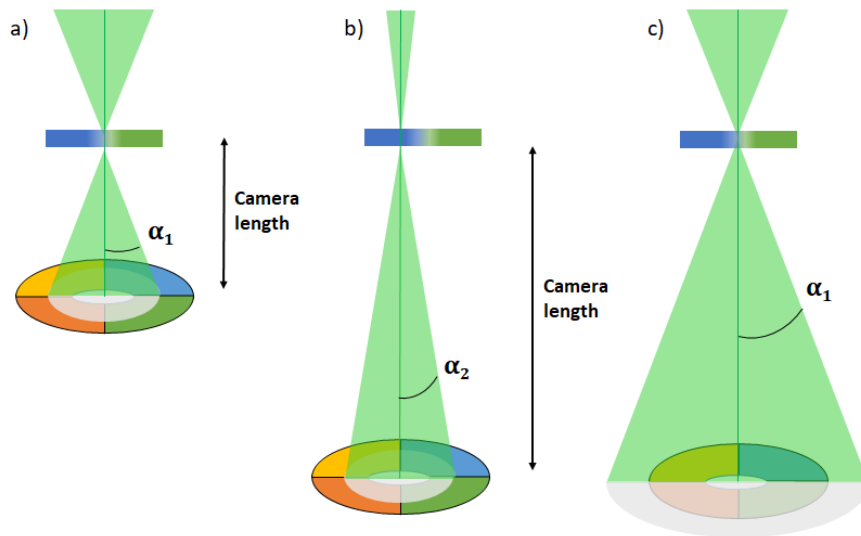 a)
b)
c)
Camera
length
α₁
Camera
length
α₂
α₁